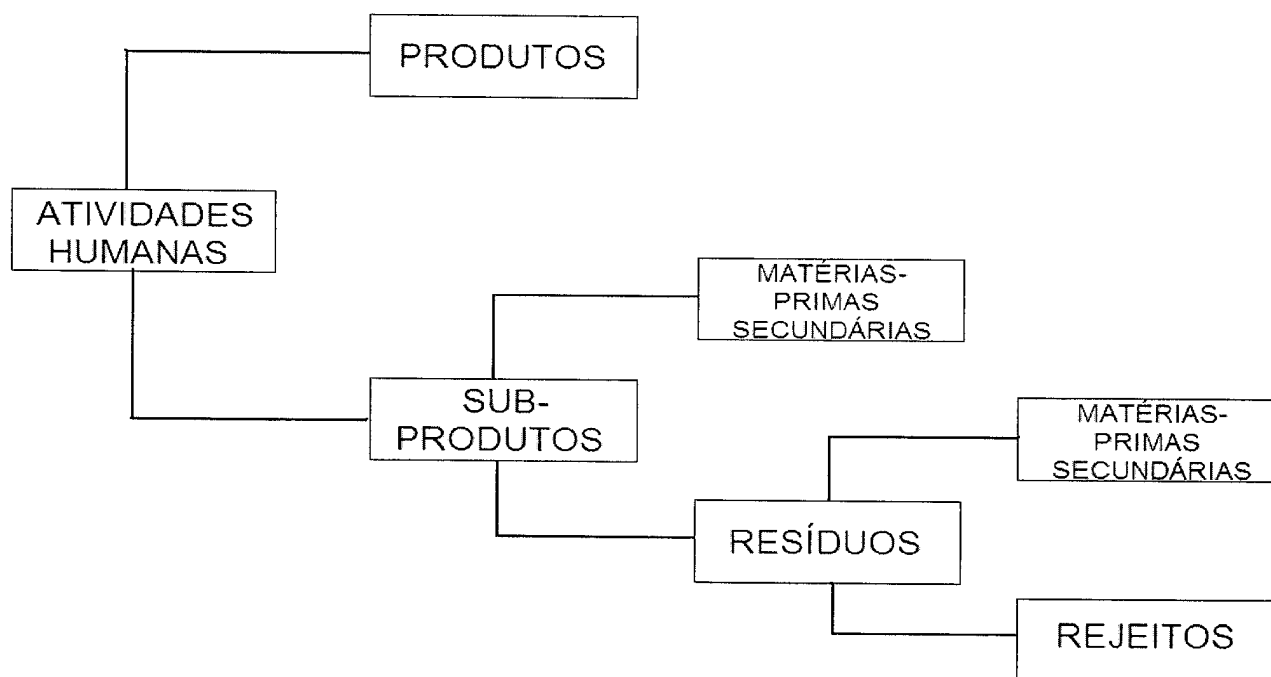 PRODUTOS
ATIVIDADES
HUMANAS
MATÉRIAS-
PRIMAS
SECUNDÁRIAS
SUB-
PRODUTOS
MATÉRIAS-
PRIMAS
SECUNDÁRIAS
RESÍDUOS
REJEITOS